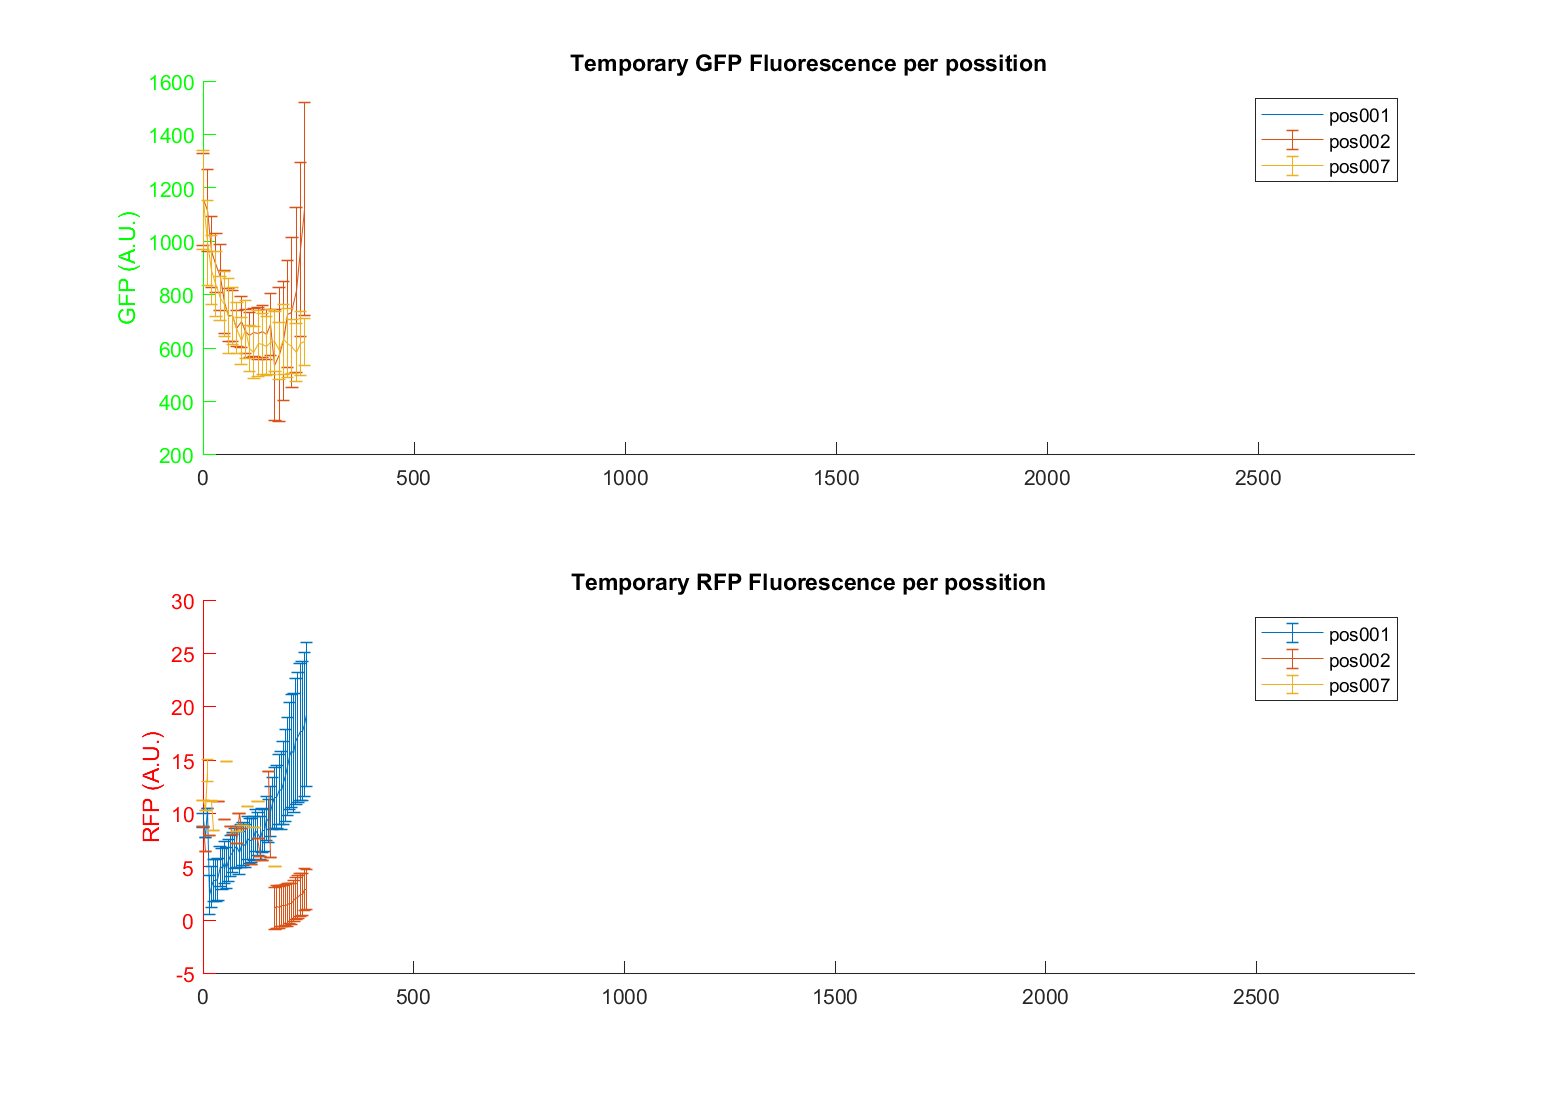 Temporary GFP Fluorescence per possition
1600
1400
1200
1000
800
600
400
200
GFP (A.U.)
pos001
pos002
pos007
0 500 1000 1500 2000 2500
Temporary RFP Fluorescence per possition
30
25
20
15
10
5
0
-5
RFP (A.U.)
pos001
pos002
pos007
0 500 1000 1500 2000 2500